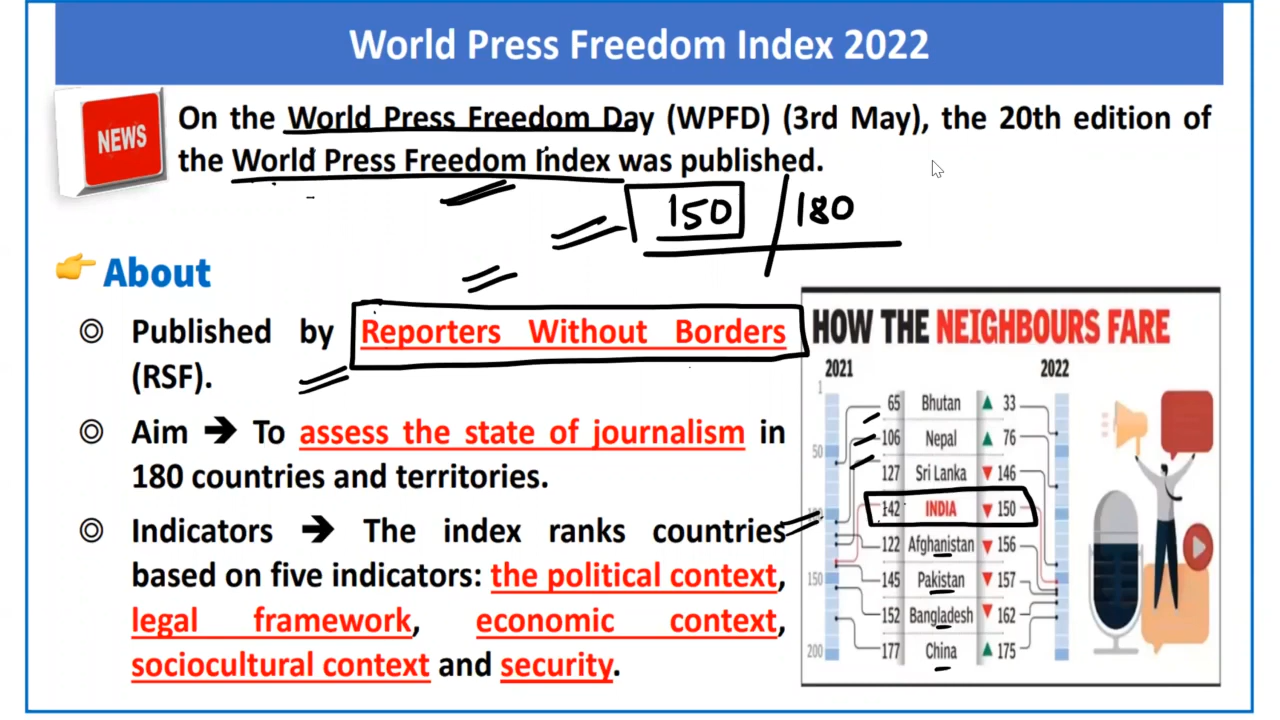 World Press Freedom Index 2022
NEWS
On the World Press Freedom Day (WPFD) (3rd May), the 20th edition of
the World Press Freedom Index was published.
150 / 180
About
Published by Reporters Without Borders
(RSF).
Aim ➔ To assess the state of journalism in
180 countries and territories.
Indicators ➔ The index ranks countries
based on five indicators: the political context,
legal framework, economic context,
sociocultural context and security.
HOW THE NEIGHBOURS FARE
2021 2022
1
65 Bhutan ▲ 33
106 Nepal ▲ 76
50
127 Sri Lanka ▼ 146
142 INDIA ▼ 150
122 Afghanistan ▼ 156
150
145 Pakistan ▼ 157
152 Bangladesh ▼ 162
200
177 China ▲ 175